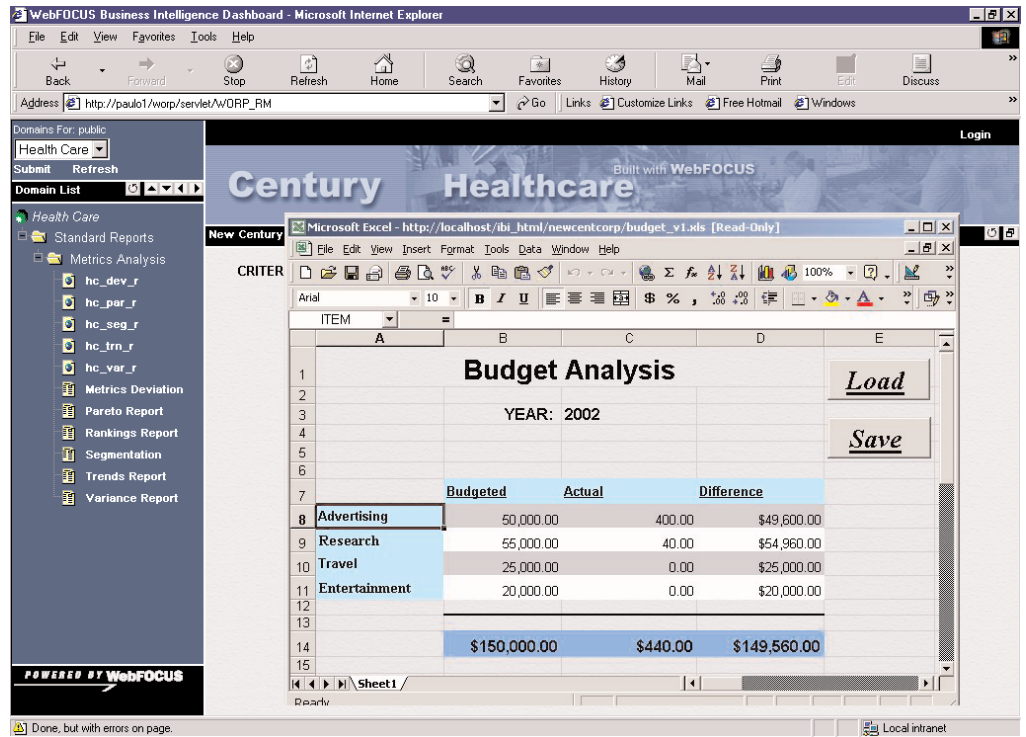 WebFOCUS Business Intelligence Dashboard - Microsoft Internet Explorer
File Edit View Favorites Tools Help
Back Forward Stop Refresh Home Search Favorites History Mail Print Edit Discuss
Address http://paulo1/worp/servlet/WORP_RM Go Links Customize Links Free Hotmail Windows
Domains For: public
Login
Health Care
Submit Refresh
Built with WebFOCUS
Domain List
Century Healthcare
Health Care
Standard Reports
Metrics Analysis
hc_dev_r
hc_par_r
hc_seg_r
hc_trn_r
hc_var_r
Metrics Deviation
Pareto Report
Rankings Report
Segmentation
Trends Report
Variance Report
POWERED BY WebFOCUS
New Century
CRITER
Microsoft Excel - http://localhost/ibi_html/newcentcorp/budget_v1.xls [Read-Only]
File Edit View Insert Format Tools Data Window Help
100%
Arial 10 B I U $ % ,
ITEM =
A B C D E
1 Budget Analysis Load
2
3 YEAR: 2002
4 Save
5
6
7 Budgeted Actual Difference
8 Advertising 50,000.00 400.00 $49,600.00
9 Research 55,000.00 40.00 $54,960.00
10 Travel 25,000.00 0.00 $25,000.00
11 Entertainment 20,000.00 0.00 $20,000.00
12
13
14 $150,000.00 $440.00 $149,560.00
15
Sheet1
Ready
Done, but with errors on page. Local intranet